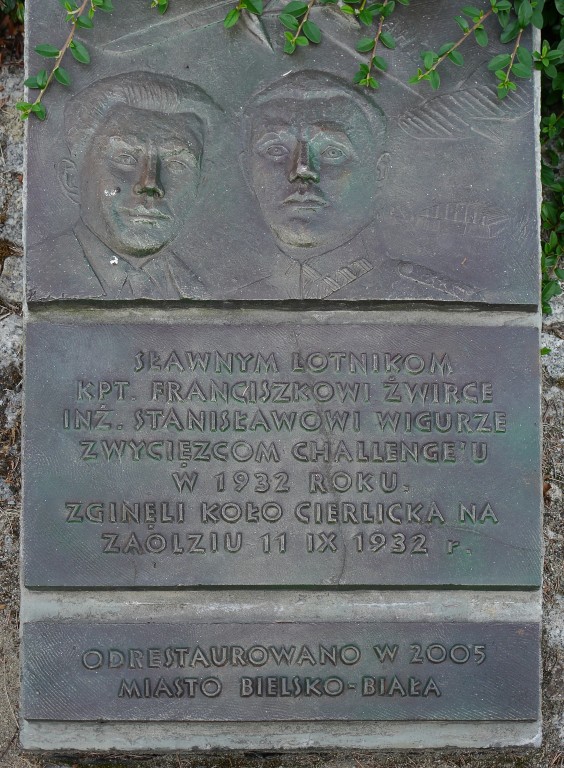 SŁAWNYM LOTNIKOM
KPT. FRANCISZKOWI ŻWIRCE
INŻ. STANISŁAWOWI WIGURZE
ZWYCIĘZCOM CHALLENGE'U
W 1932 ROKU.
ZGINĘLI KOŁO CIERLICKA NA
ZAOLZIU 11 IX 1932 r.
ODRESTAUROWANO W 2005
MIASTO BIELSKO-BIAŁA